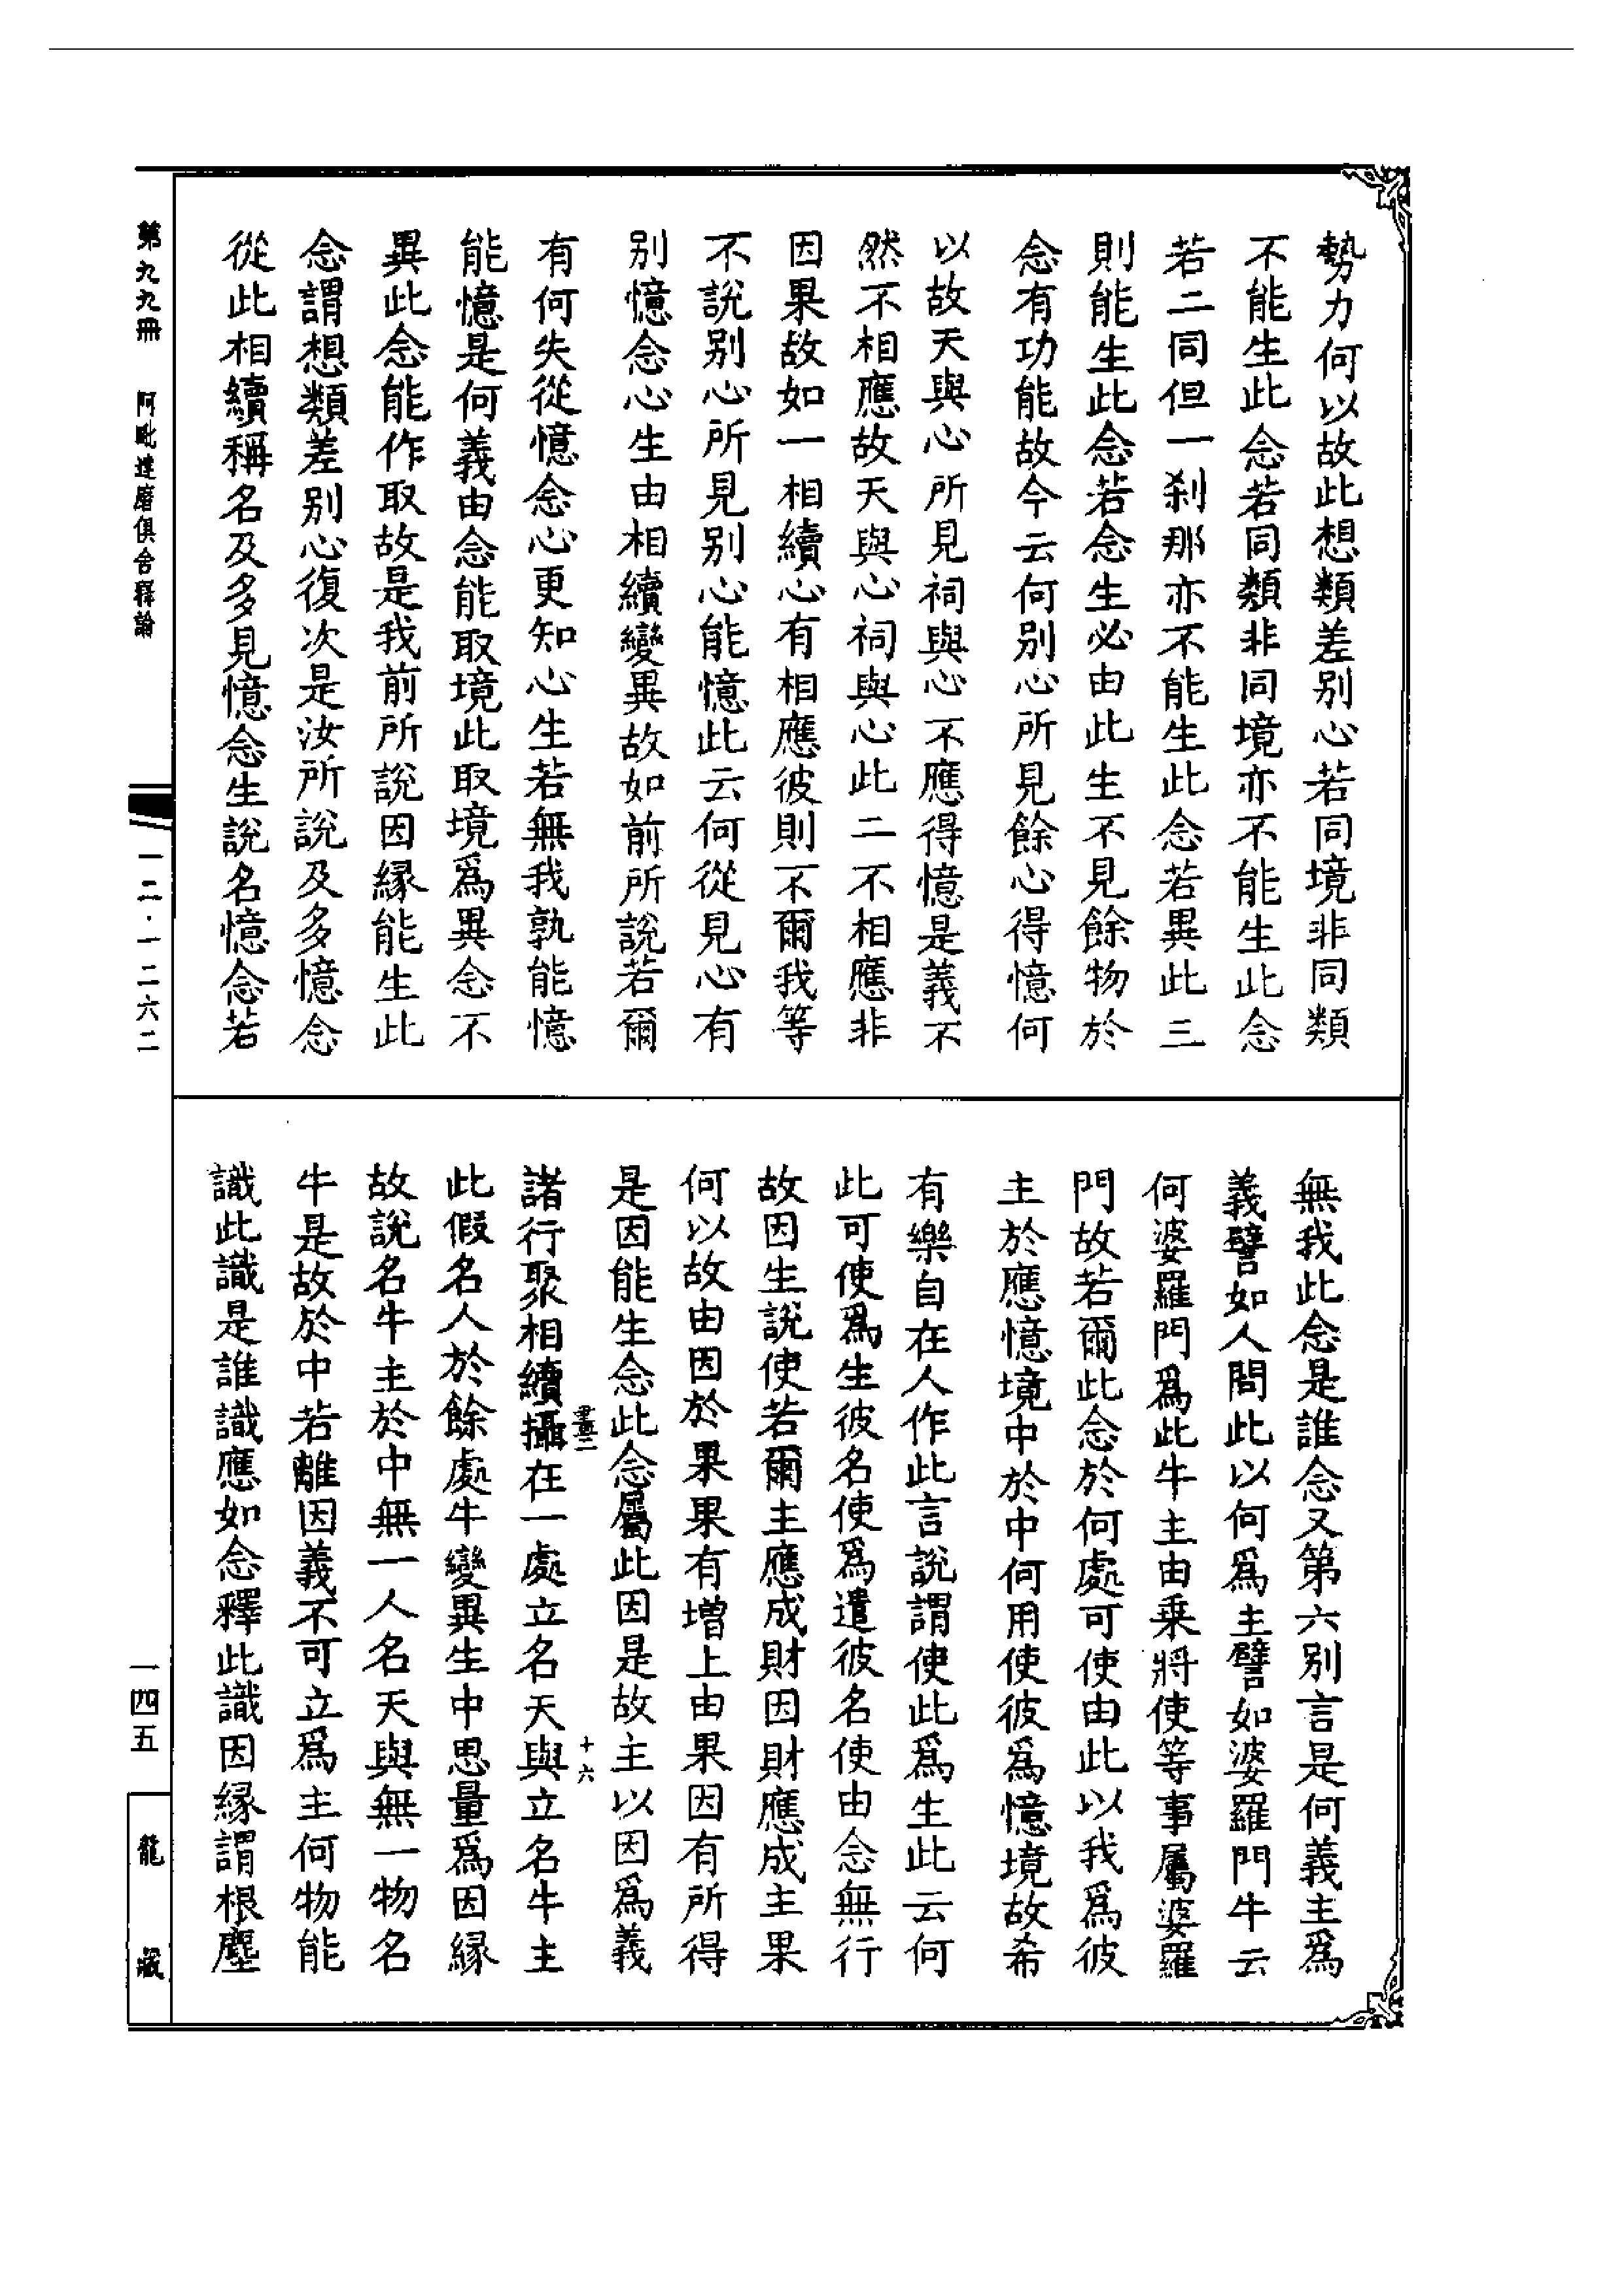 勢力何以故此想類差别心若同境非同類
不能生此念若同類非同境亦不能生此念
若二同但一刹那亦不能生此念若異此三
則能生此念若念生必由此生不見餘物於
念有功能故今云何别心所見餘心得憶何
以故天與心所見祠與心不應得憶是義不
然不相應故天與心祠與心此二不相應非
因果故如一相續心有相應彼則不爾我等
不說别心所見别心能憶此云何從見心有
别憶念心生由相續變異故如前所說若爾
有何失從憶念心更知心生若無我孰能憶
能憶是何義由念能取境此取境爲異念不
異此念能作取故是我前所說因縁能生此
念謂想類差别心復次是汝所說及多憶念
從此相續稱名及多見憶念生說名憶念若
無我此念是誰念又第六别言是何義主爲
義譬如人問此以何爲主譬如婆羅門牛云
何婆羅門爲此牛主由乘將使等事屬婆羅
門故若爾此念於何處可使由此以我爲彼
主於應憶境中於中何用使彼爲憶境故希
有樂自在人作此言說謂使此爲生此云何
此可使爲生彼名使爲遣彼名使由念無行
故因生說使若爾主應成財因財應成主果
何以故由因於果果有增上由果因有所得
是因能生念此念屬此因是故主以因爲義
諸行聚相續攝在一處立名天與立名牛主
畫二
十六
此假名人於餘處牛變異生中思量爲因縁
故說名牛主於中無一人名天與無一物名
牛是故於中若離因義不可立爲主何物能
識此識是誰識應如念釋此識因縁謂根塵
第九九冊
阿毗達磨俱舍釋論
一二·一二六二
一四五
龍藏